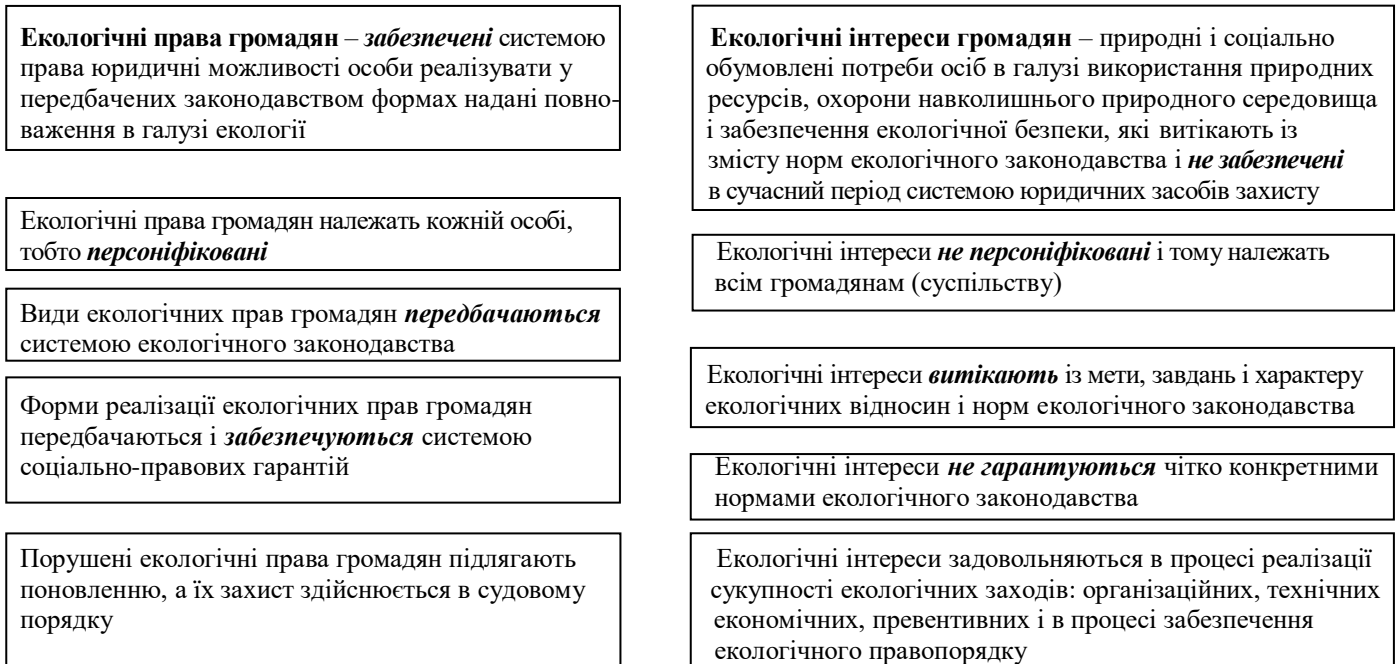 Екологічні права громадян – забезпечені системою
права юридичні можливості особи реалізувати у
передбачених законодавством формах надані повно-
важення в галузі екології
Екологічні права громадян належать кожній особі,
тобто персоніфіковані
Види екологічних прав громадян передбачаються
системою екологічного законодавства
Форми реалізації екологічних прав громадян
передбачаються і забезпечуються системою
соціально-правових гарантій
Порушені екологічні права громадян підлягають
поновленню, а їх захист здійснюється в судовому
порядку
Екологічні інтереси громадян – природні і соціально
обумовлені потреби осіб в галузі використання природних
ресурсів, охорони навколишнього природного середовища
і забезпечення екологічної безпеки, які витікають із
змісту норм екологічного законодавства і не забезпечені
в сучасний період системою юридичних засобів захисту
Екологічні інтереси не персоніфіковані і тому належать
всім громадянам (суспільству)
Екологічні інтереси витікають із мети, завдань і характеру
екологічних відносин і норм екологічного законодавства
Екологічні інтереси не гарантуються чітко конкретними
нормами екологічного законодавства
Екологічні інтереси задовольняються в процесі реалізації
сукупності екологічних заходів: організаційних, технічних
економічних, превентивних і в процесі забезпечення
екологічного правопорядку